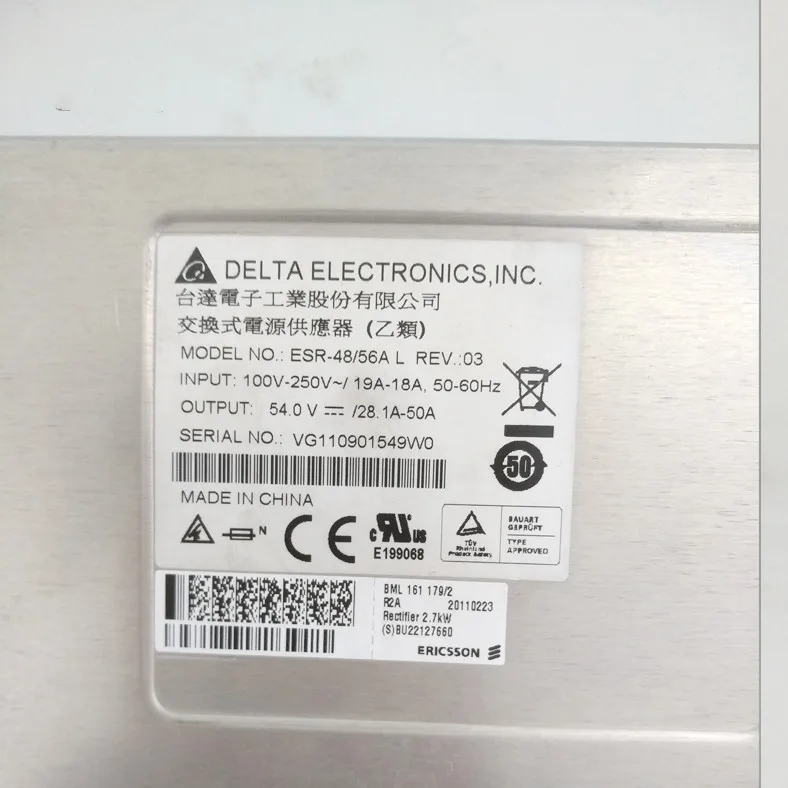 DELTA ELECTRONICS,INC.
台達電子工業股份有限公司
交換式電源供應器 (乙類)
MODEL NO.: ESR-48/56A L REV.:03
INPUT: 100V-250V~/ 19A-18A, 50-60Hz
OUTPUT: 54.0 V ⎓ /28.1A-50A
SERIAL NO.: VG110901549W0
50
MADE IN CHINA
N
CE
c RU us
E199068
TÜV
Rheinland
Product Safety
BAUART
GEPRÜFT
TYPE
APPROVED
BML 161 179/2
R2A 20110223
Rectifier 2.7kW
(S)BU22127660
ERICSSON